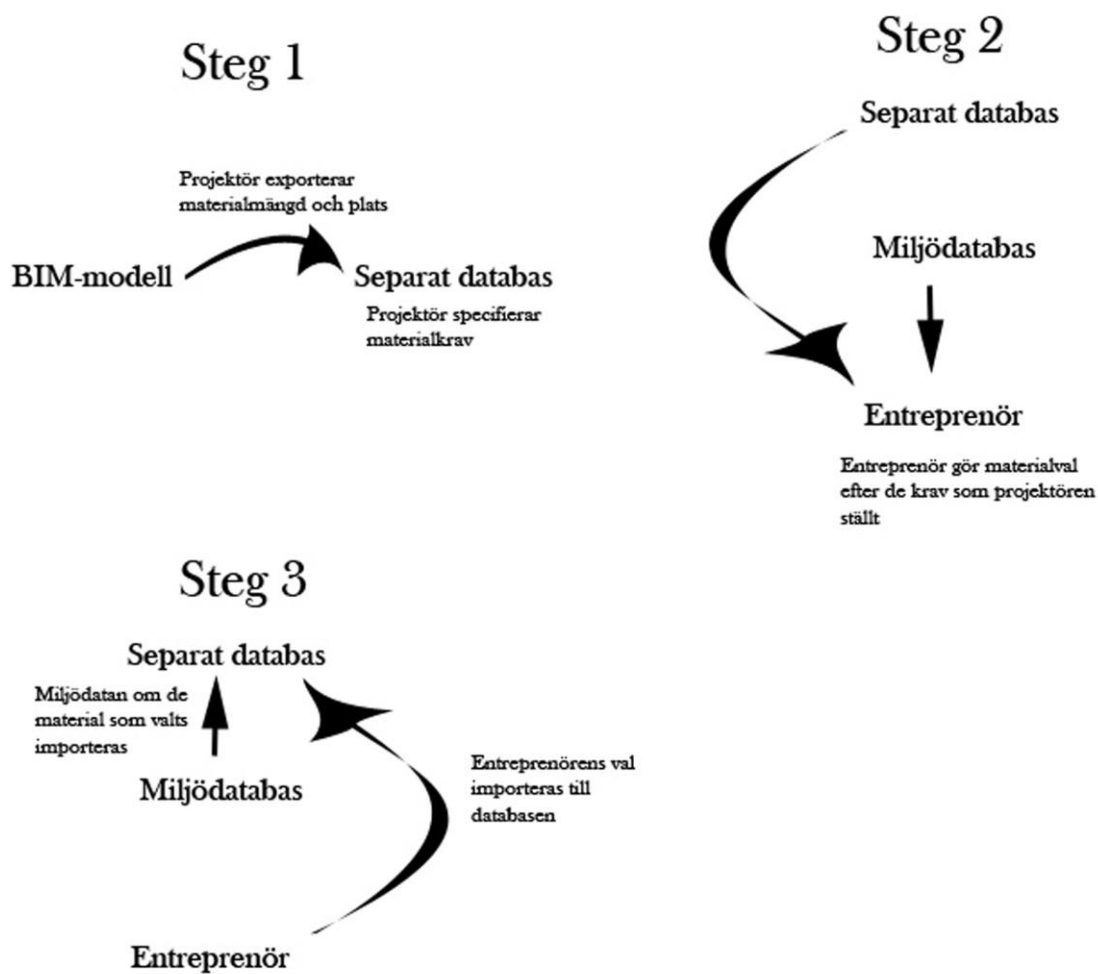 Steg 1
Projektör exporterar
materialmängd och plats
BIM-modell
Separat databas
Projektör specifierar
materialkrav
Steg 2
Separat databas
Miljödatabas
Entreprenör
Entreprenör gör materialval
efter de krav som projektören
ställt
Steg 3
Separat databas
Miljödatan om de
material som valts
importeras
Miljödatabas
Entreprenörens val
importeras till
databasen
Entreprenör